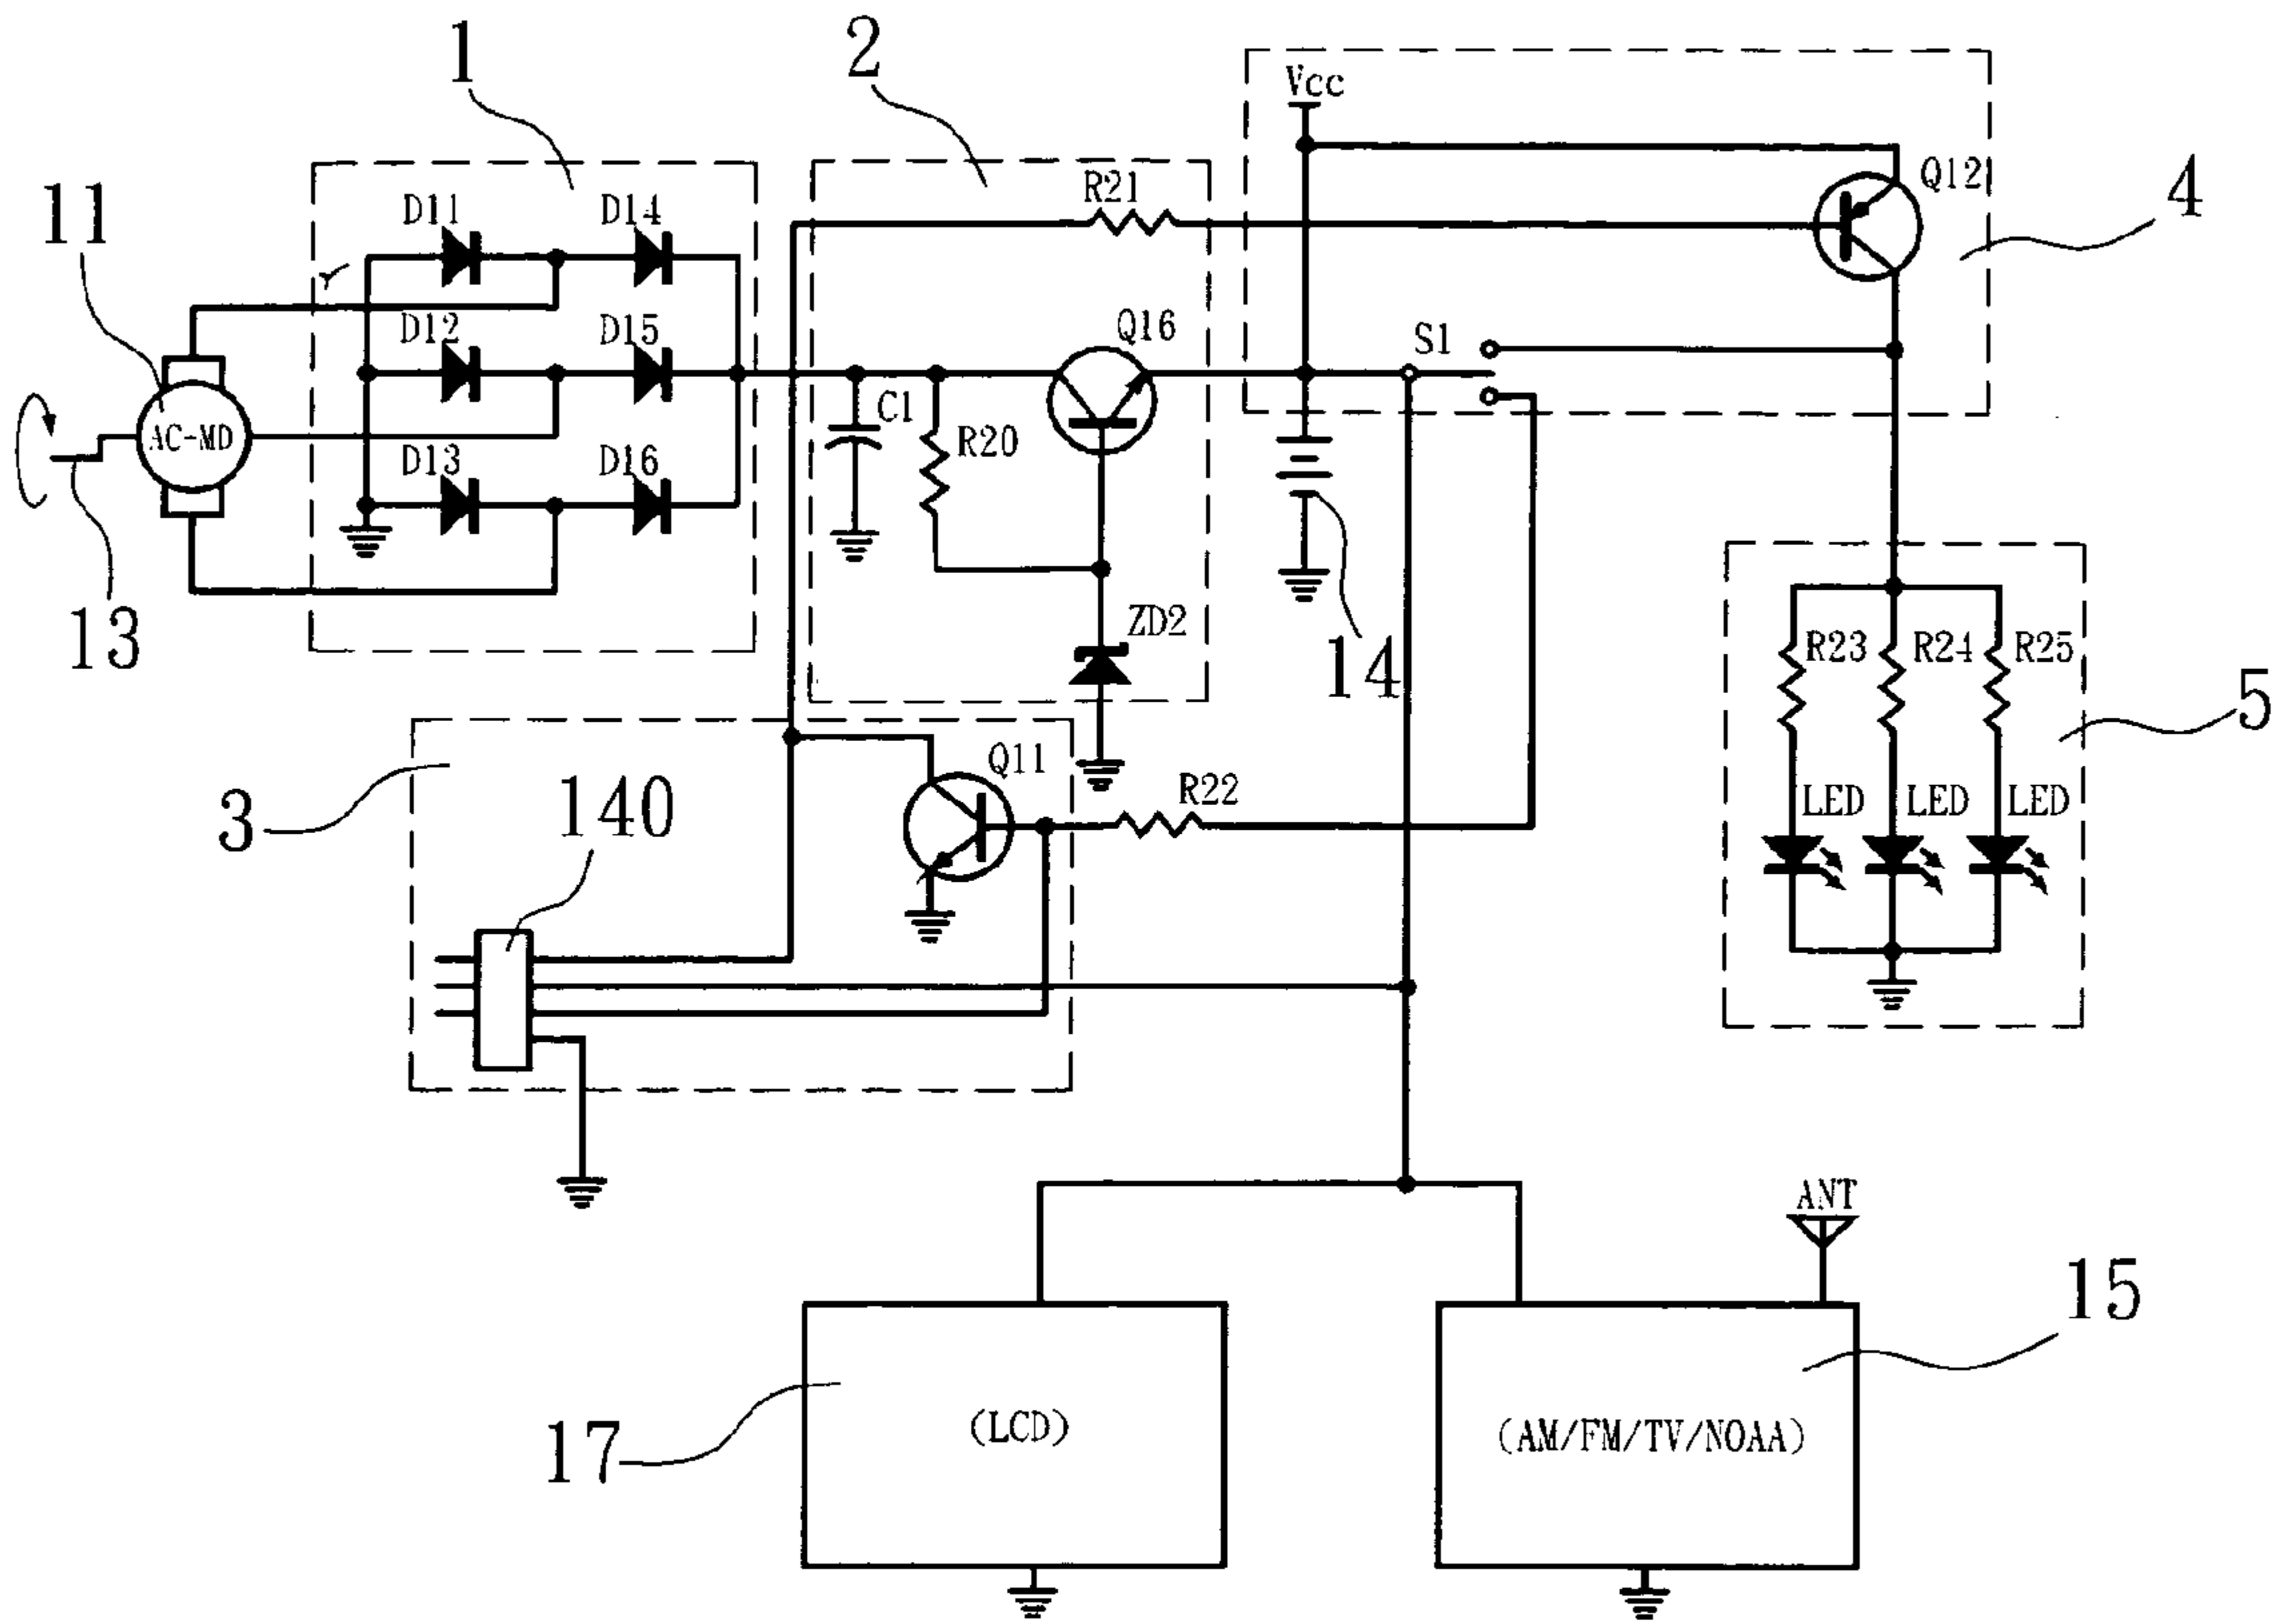 1
2
Vcc
4
11
D11
D14
R21
Q12
D12
D15
Q16
S1
AC-MD
C1
R20
D13
D16
13
ZD2
14
R23
R24
R25
5
3
140
Q11
R22
LED
LED
LED
ANT
15
17
(LCD)
(AM/FM/TV/NOAA)